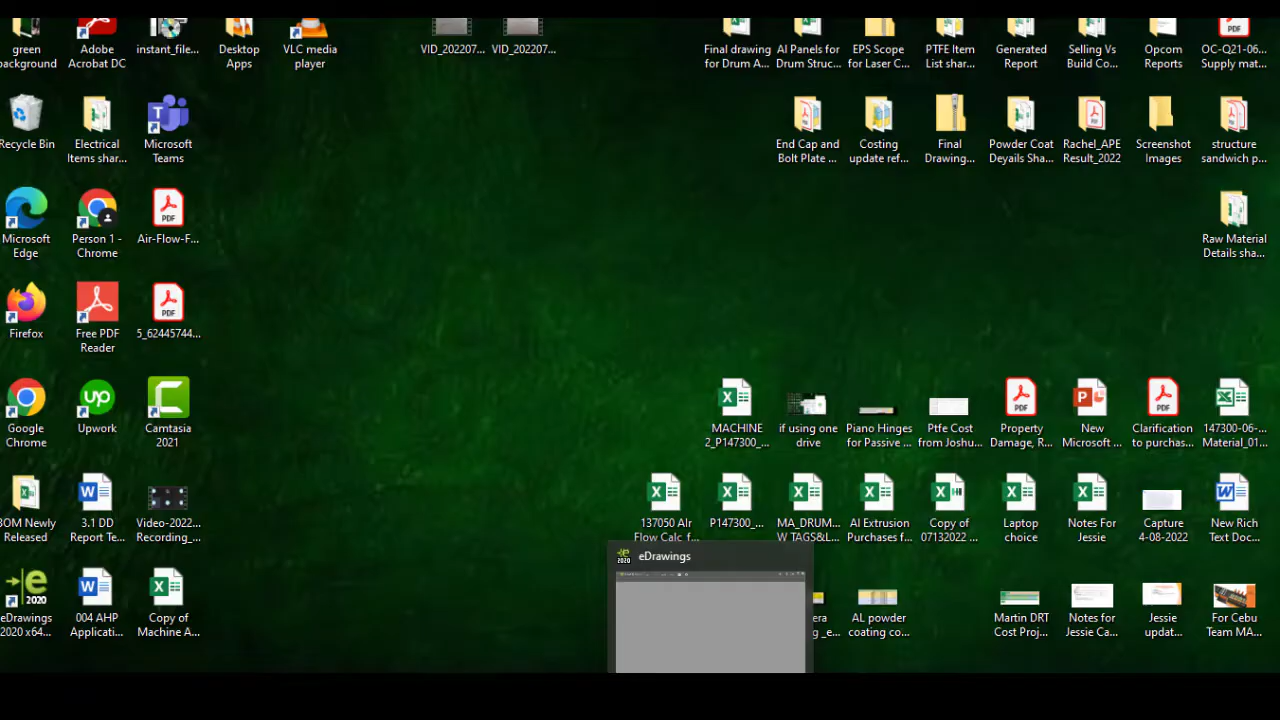 green
background
Adobe
Acrobat DC
instant_file...
Desktop
Apps
VLC media
player
VID_202207...
VID_202207...
Final drawing
for Drum A...
AI Panels for
Drum Struc...
EPS Scope
for Laser C...
PTFE Item
List shar...
Generated
Report
Selling Vs
Build Co...
Opcom
Reports
OC-Q21-06...
Supply mat...
Recycle Bin
Electrical
Items shar...
Microsoft
Teams
End Cap and
Bolt Plate ...
Costing
update ref...
Final
Drawing...
Powder Coat
Deyails Sha...
Rachel_APE
Result_2022
Screenshot
Images
structure
sandwich p...
Microsoft
Edge
Person 1 -
Chrome
Air-Flow-F...
Raw Material
Details sha...
Firefox
Free PDF
Reader
5_62445744...
Google
Chrome
Upwork
Camtasia
2021
MACHINE
2_P147300_...
if using one
drive
Piano Hinges
for Passive ...
Ptfe Cost
from Joshu...
Property
Damage, R...
New
Microsoft ...
Clarification
to purchas...
147300-06-...
Material_01...
BOM Newly
Released
3.1 DD
Report Te...
Video-2022...
Recording_...
137050 AIr
Flow Calc_f...
P147300_...
MA_DRUM...
W TAGS&L...
AI Extrusion
Purchases f...
Copy of
07132022 ...
Laptop
choice
Notes For
Jessie
Capture
4-08-2022
New Rich
Text Doc...
eDrawings
eDrawings
2020 x64...
004 AHP
Applicati...
Copy of
Machine A...
era
_e...
AL powder
coating co...
Martin DRT
Cost Proj...
Notes for
Jessie Ca...
Jessie
updat...
For Cebu
Team MA...